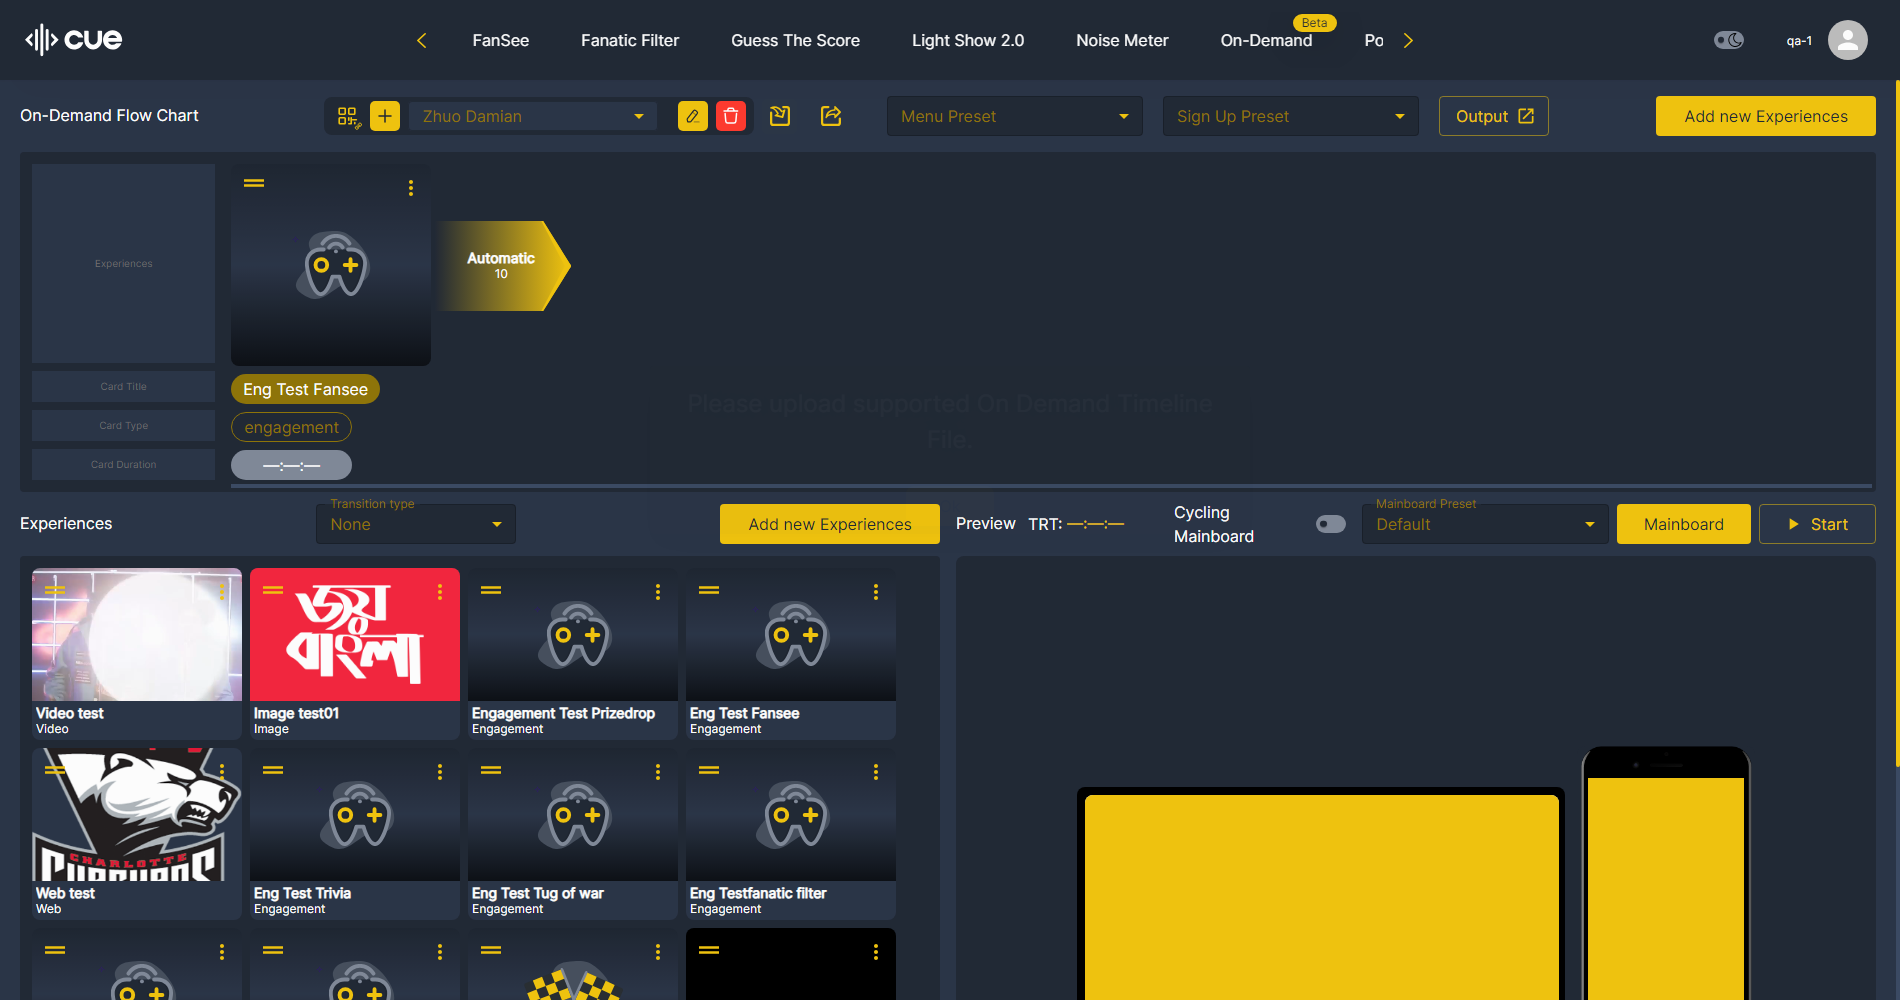 cue
FanSee
Fanatic Filter
Guess The Score
Light Show 2.0
Noise Meter
On-Demand
Beta
Po
qa-1
On-Demand Flow Chart
Zhuo Damian
Menu Preset
Sign Up Preset
Output
Add new Experiences
Experiences
Automatic
10
Card Title
Eng Test Fansee
Card Type
engagement
Card Duration
—:—:—
Please upload supported On Demand Timeline
File.
Experiences
Transition type
None
Add new Experiences
Preview
TRT: —:—:—
Cycling
Mainboard
Mainboard Preset
Default
Mainboard
Start
জয়
বাংলা
Video test
Video
Image test01
Image
Engagement Test Prizedrop
Engagement
Eng Test Fansee
Engagement
CHARLOTTE
Web test
Web
Eng Test Trivia
Engagement
Eng Test Tug of war
Engagement
Eng Testfanatic filter
Engagement